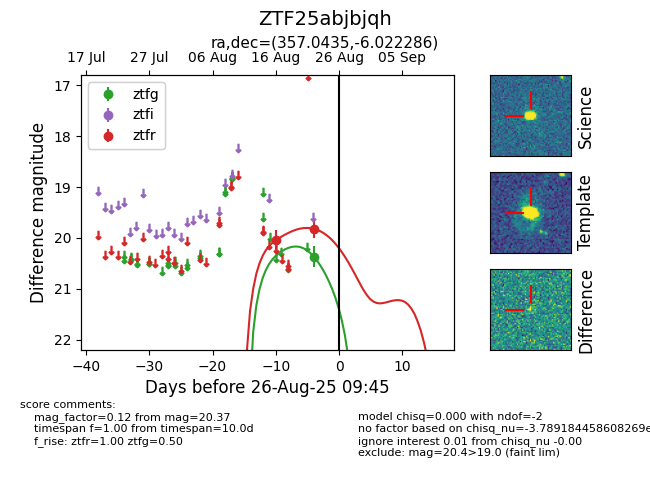 ZTF25abjbjqh
ra,dec=(357.0435,-6.022286)
17 Jul 27 Jul 06 Aug 16 Aug 26 Aug 05 Sep
ztfg
ztfi
ztfr
17
18
19
20
21
22
Difference magnitude
−40 −30 −20 −10 0 10
Days before 26-Aug-25 09:45
Science
Template
Difference
score comments:
mag_factor=0.12 from mag=20.37
timespan f=1.00 from timespan=10.0d
f_rise: ztfr=1.00 ztfg=0.50
model chisq=0.000 with ndof=-2
no factor based on chisq_nu=-3.789184458608269e
ignore interest 0.01 from chisq_nu -0.00
exclude: mag=20.4>19.0 (faint lim)